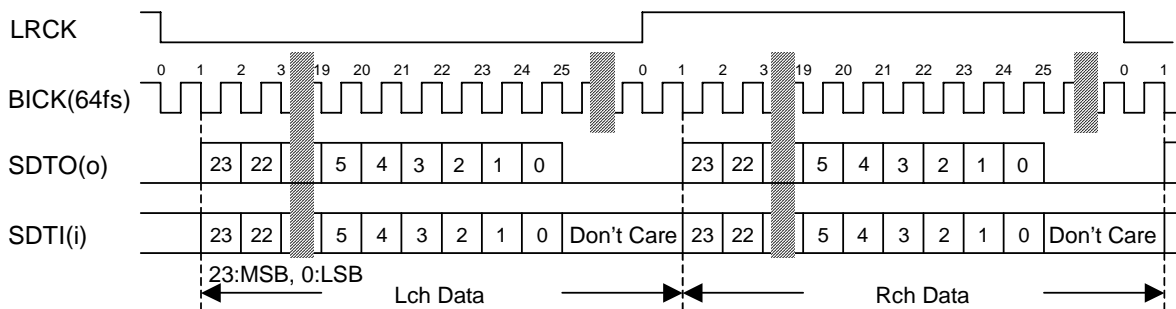 LRCK
0 1 2 3 19 20 21 22 23 24 25 0 1 2 3 19 20 21 22 23 24 25 0 1
BICK(64fs)
SDTO(o) 23 22 5 4 3 2 1 0 23 22 5 4 3 2 1 0
SDTI(i) 23 22 5 4 3 2 1 0 Don't Care 23 22 5 4 3 2 1 0 Don't Care
23:MSB, 0:LSB
Lch Data Rch Data